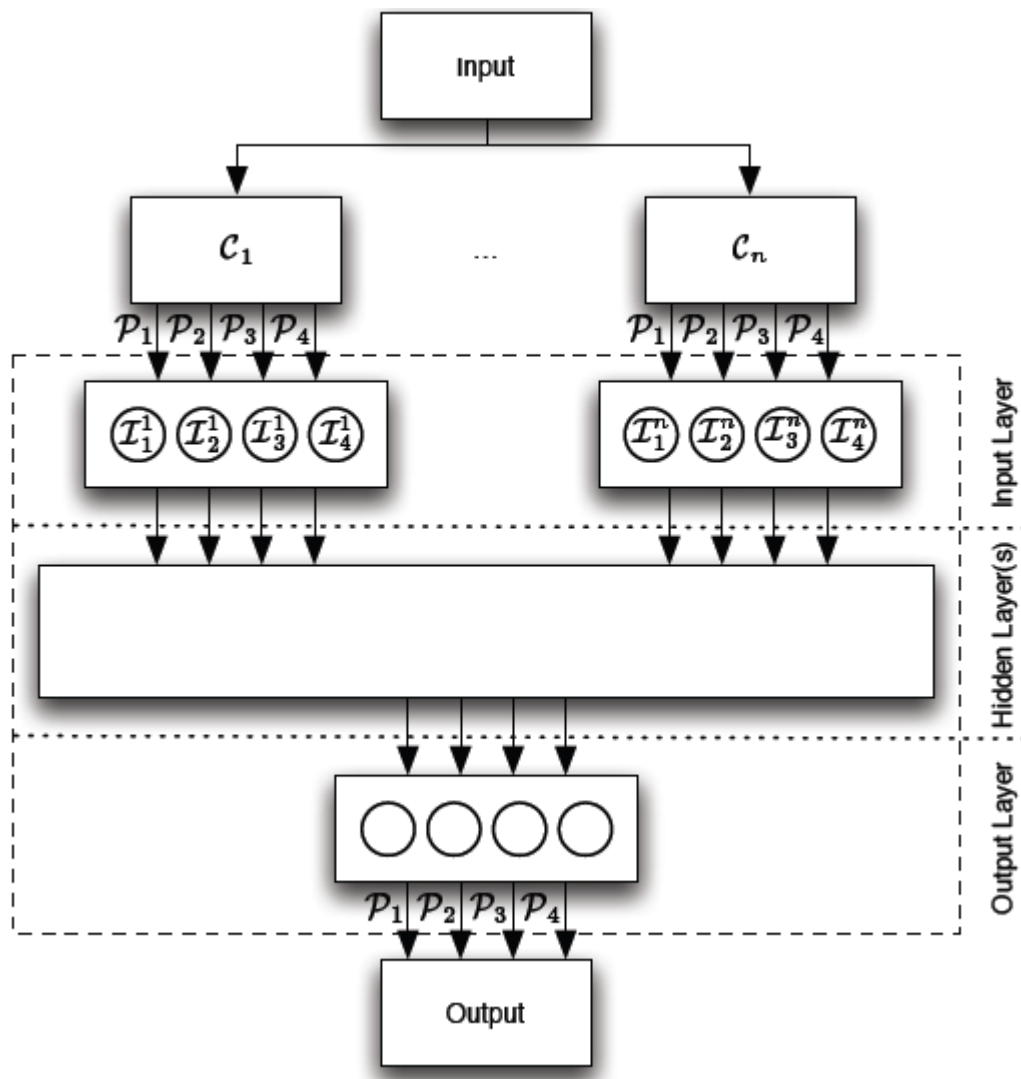 Input
𝒞₁ ... 𝒞ₙ
𝒫₁ 𝒫₂ 𝒫₃ 𝒫₄ 𝒫₁ 𝒫₂ 𝒫₃ 𝒫₄
ℐ₁¹ ℐ₂¹ ℐ₃¹ ℐ₄¹ ℐ₁ⁿ ℐ₂ⁿ ℐ₃ⁿ ℐ₄ⁿ
Input Layer
Hidden Layer(s)
Output Layer
𝒫₁ 𝒫₂ 𝒫₃ 𝒫₄
Output